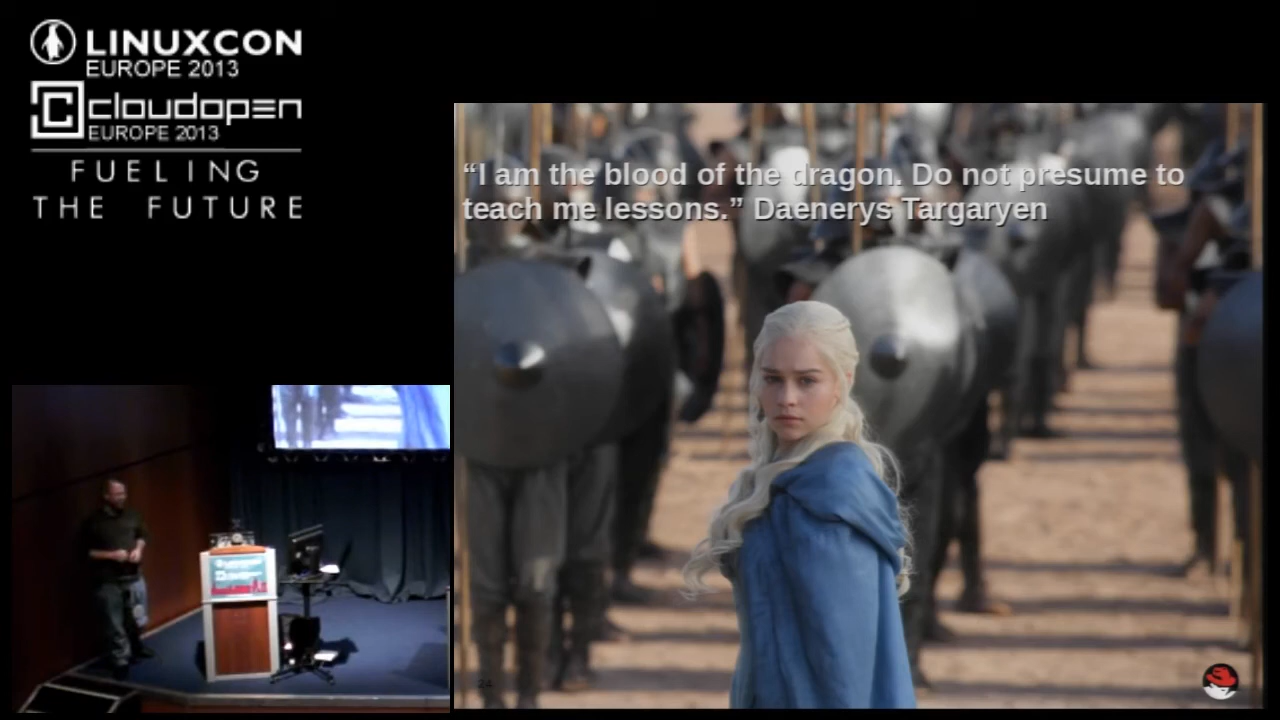 LINUXCON
EUROPE 2013
cloudopen
EUROPE 2013
FUELING
THE FUTURE
“I am the blood of the dragon. Do not presume to
teach me lessons.” Daenerys Targaryen
24